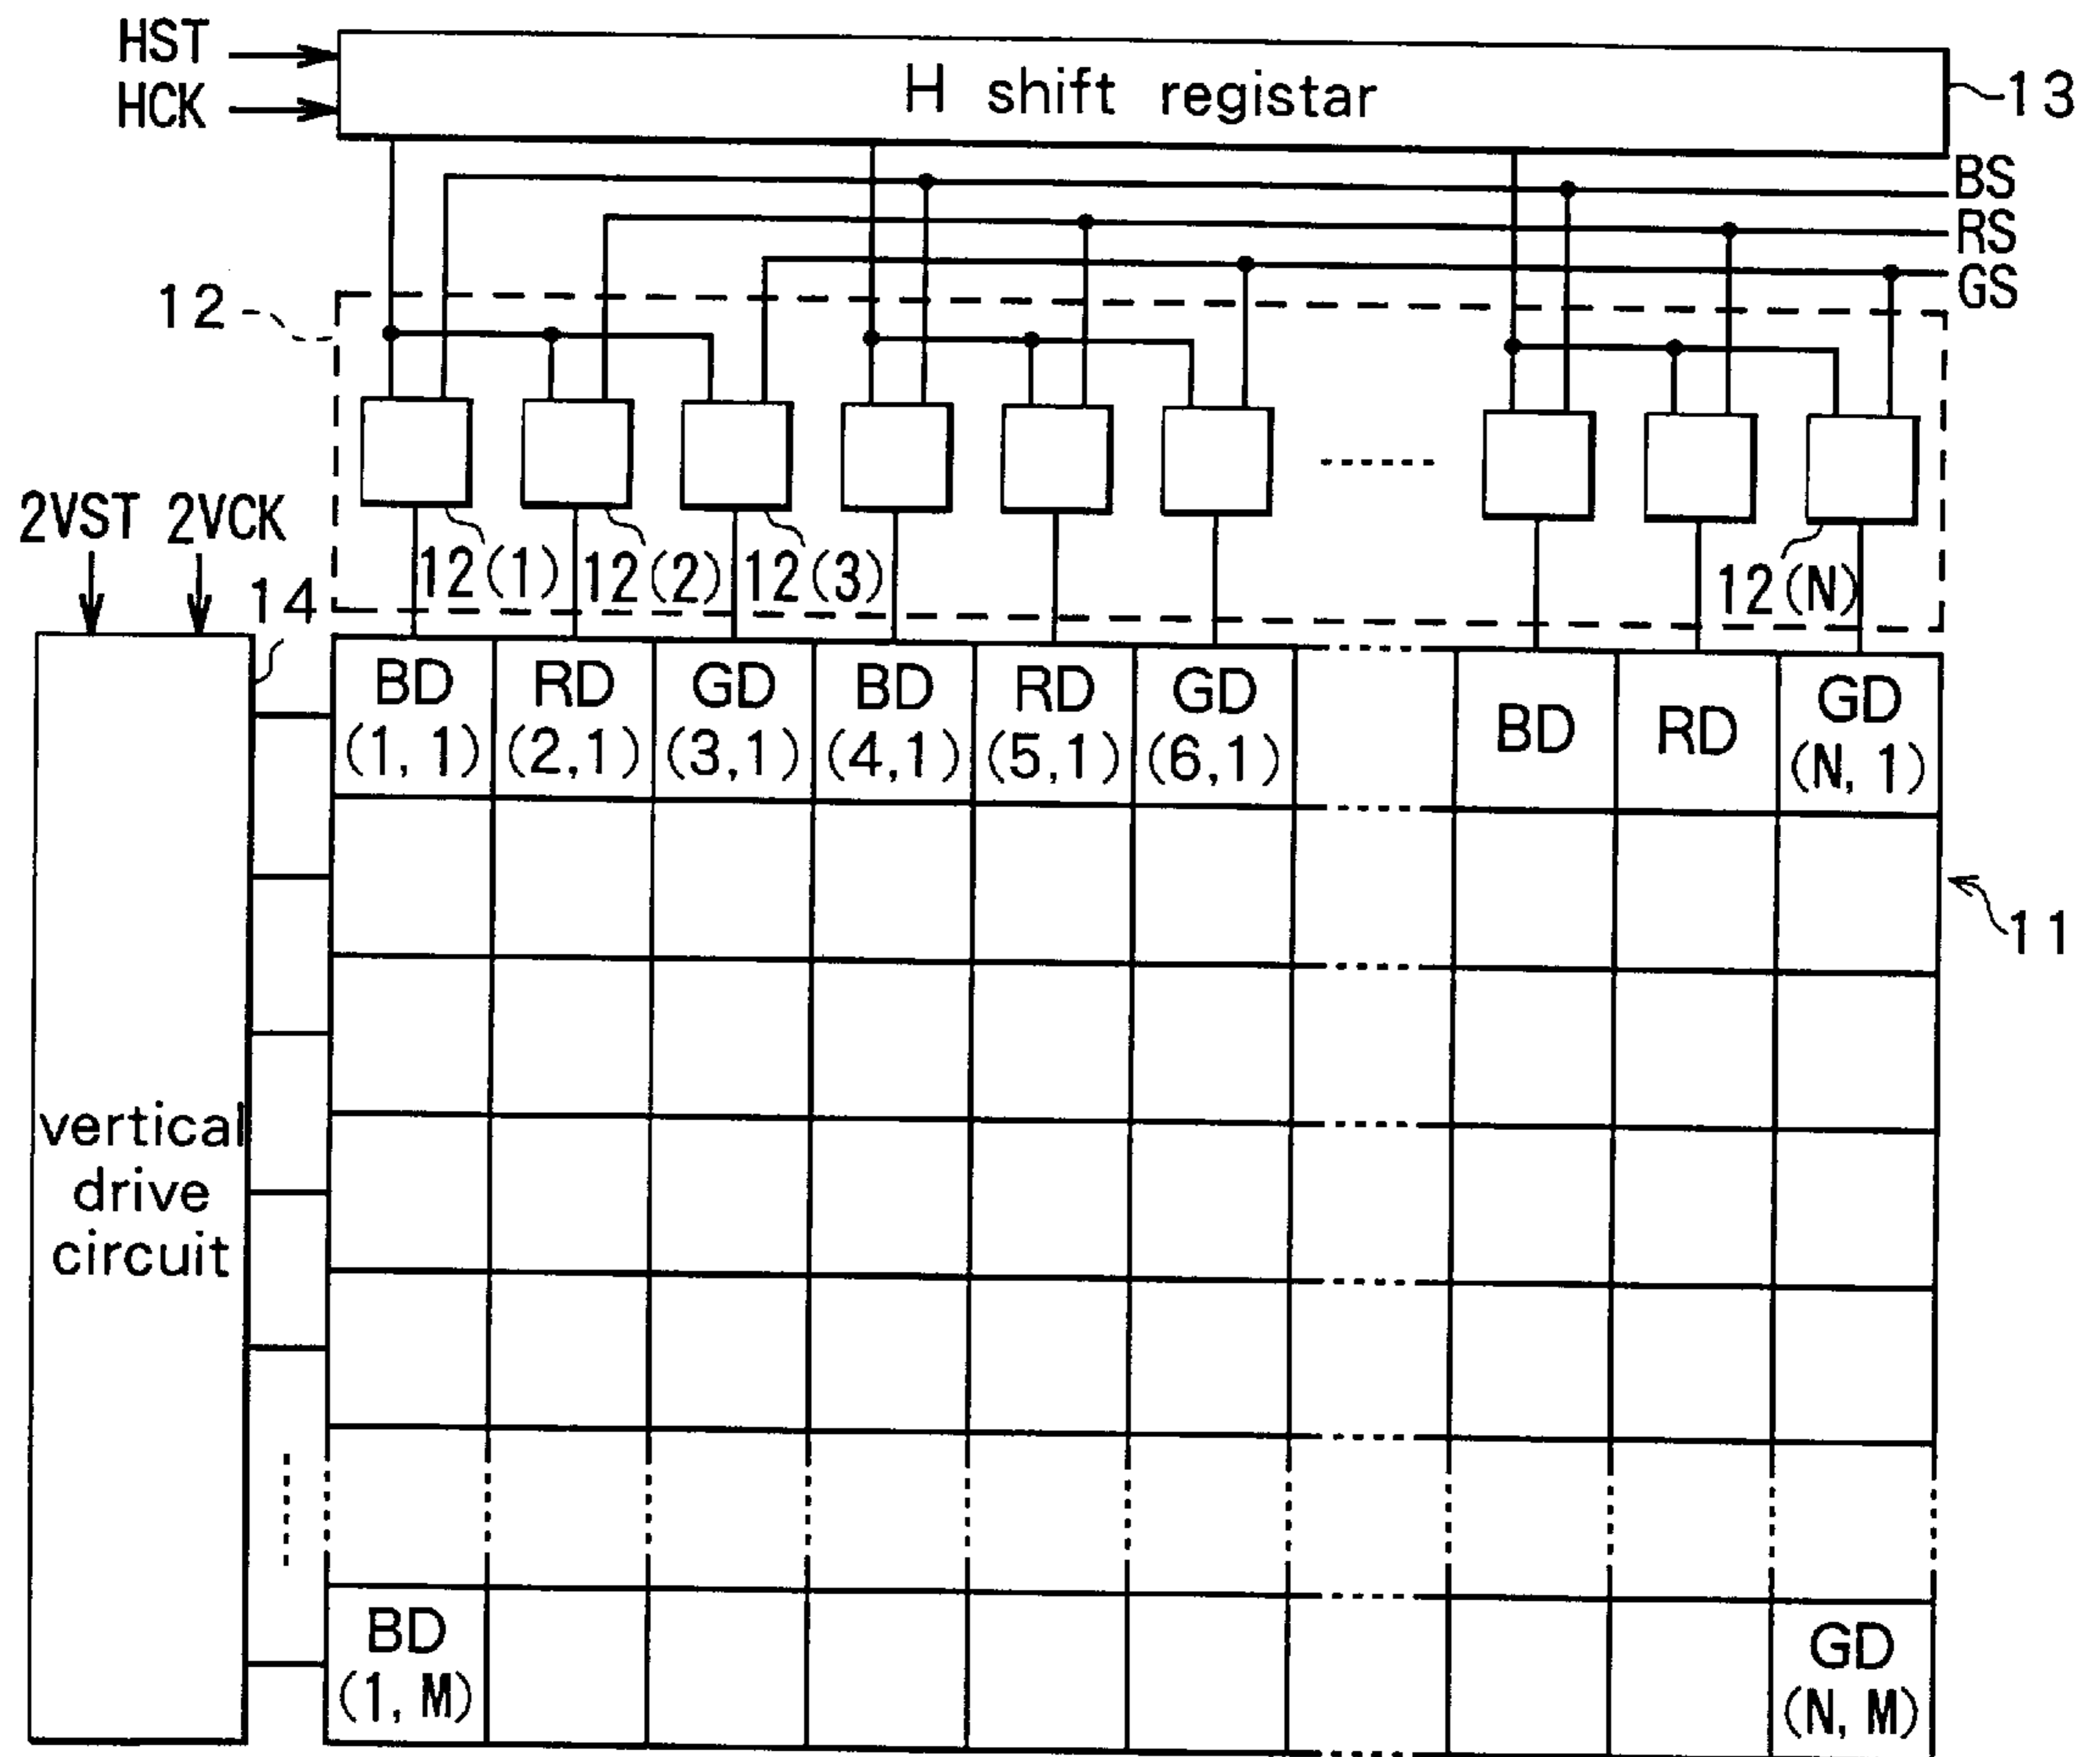 HST
HCK
H shift registar
13
BS
RS
GS
12
2VST 2VCK
14
12(1) 12(2) 12(3) 12(N)
BD RD GD BD RD GD BD RD GD
(1, 1) (2,1) (3,1) (4,1) (5,1) (6,1) (N, 1)
11
vertical
drive
circuit
BD
(1, M)
GD
(N, M)